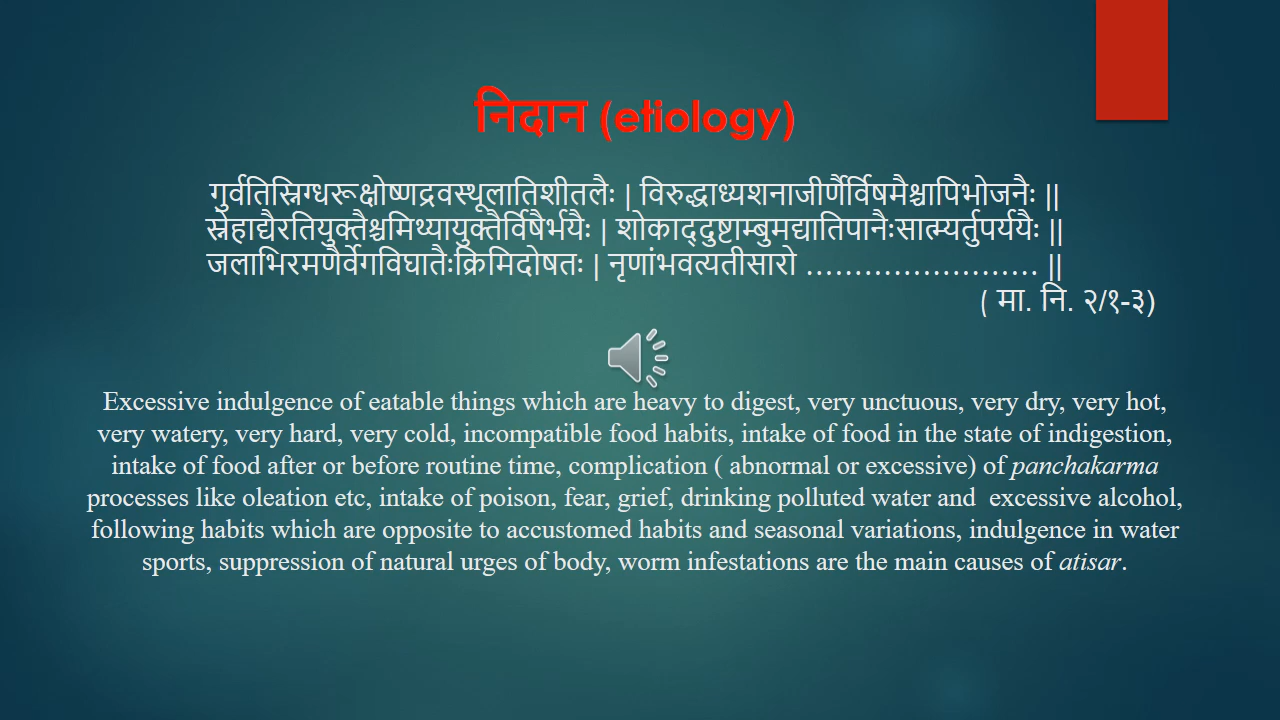 निदान (etiology)
गुर्वतिस्निग्धरूक्षोष्णद्रवस्थूलातिशीतलैः | विरुद्धाध्यशनाजीर्णैर्विषमैश्चापिभोजनैः ||
स्नेहाद्यैरतियुक्तैश्चमिथ्यायुक्तैर्विषैर्भयैः | शोकाद्दुष्टाम्बुमद्यातिपानैःसात्म्यर्तुपर्ययैः ||
जलाभिरमणैर्वेगविघातैःक्रिमिदोषतः | नृणांभवत्यतीसारो ........................ ||
( मा. नि. २/१-३)
Excessive indulgence of eatable things which are heavy to digest, very unctuous, very dry, very hot,
very watery, very hard, very cold, incompatible food habits, intake of food in the state of indigestion,
intake of food after or before routine time, complication ( abnormal or excessive) of panchakarma
processes like oleation etc, intake of poison, fear, grief, drinking polluted water and  excessive alcohol,
following habits which are opposite to accustomed habits and seasonal variations, indulgence in water
sports, suppression of natural urges of body, worm infestations are the main causes of atisar.